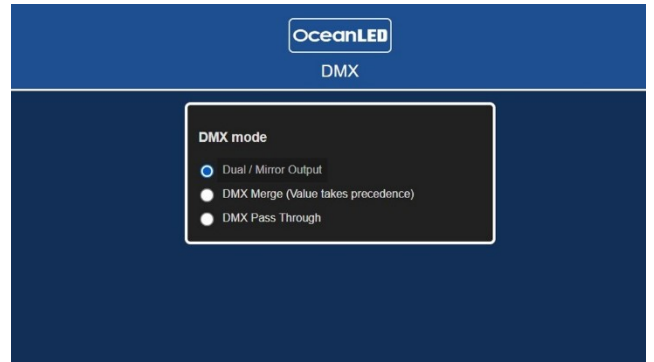 OceanLED
DMX
DMX mode
Dual / Mirror Output
DMX Merge (Value takes precedence)
DMX Pass Through